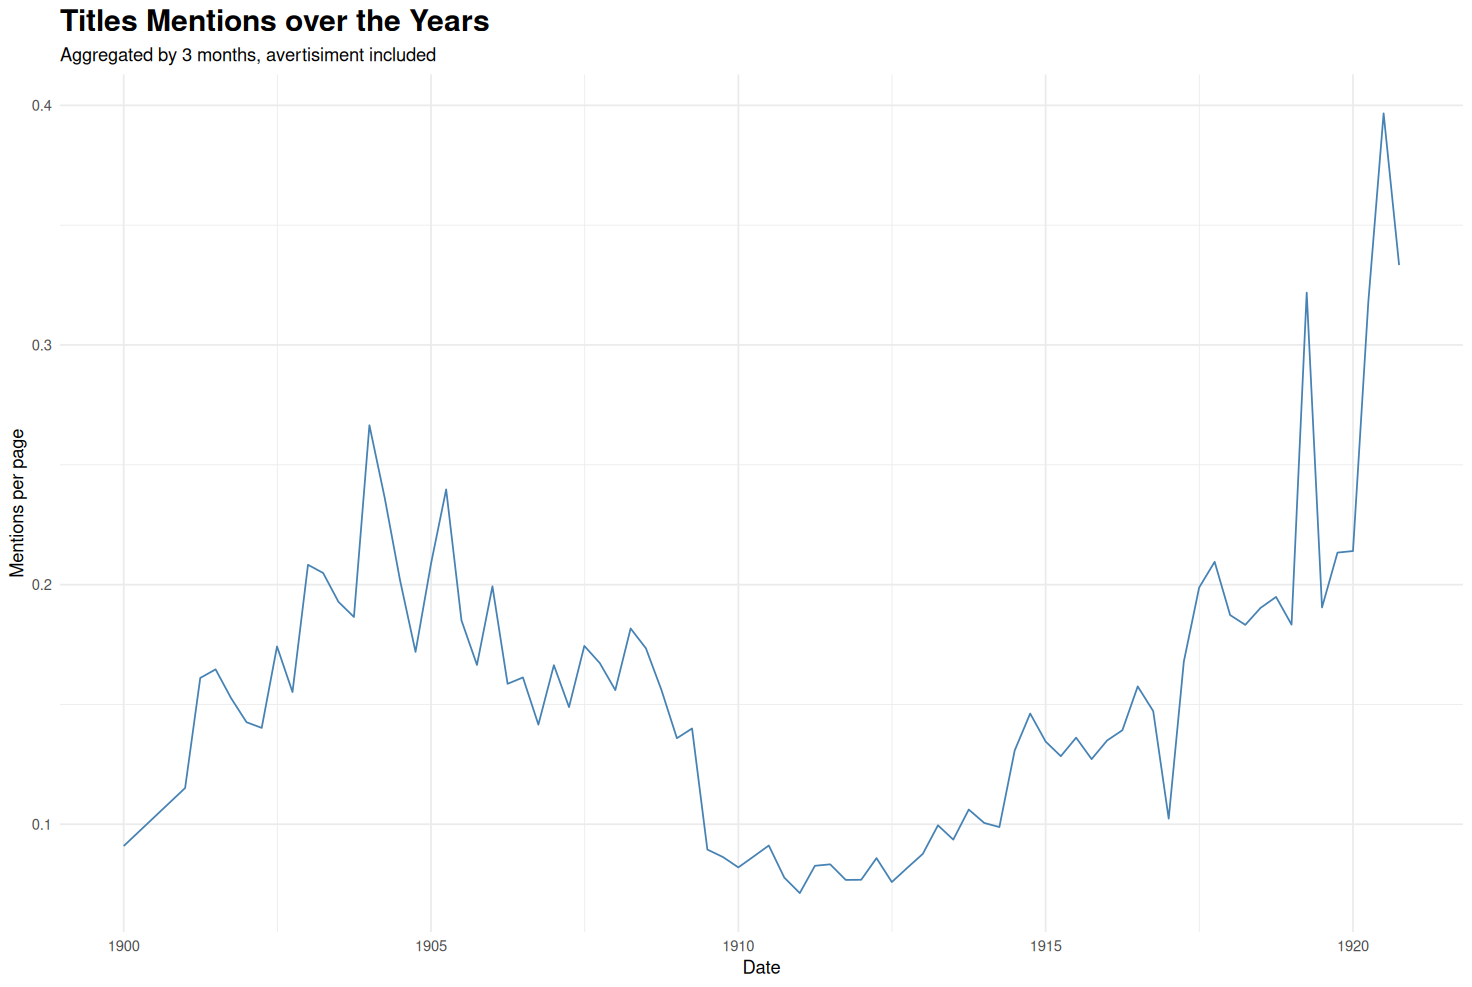 Titles Mentions over the Years
Aggregated by 3 months, avertisiment included
Mentions per page
0.4
0.3
0.2
0.1
1900 1905 1910 1915 1920
Date